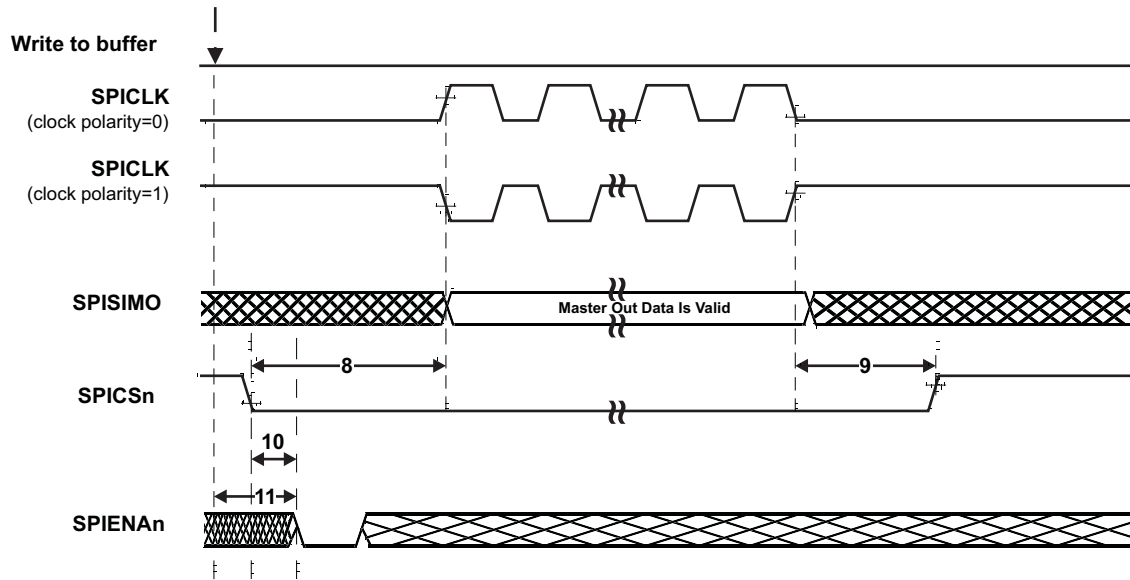 Write to buffer
SPICLK
(clock polarity=0)
SPICLK
(clock polarity=1)
SPISIMO
Master Out Data Is Valid
8
9
SPICSn
10
11
SPIENAn